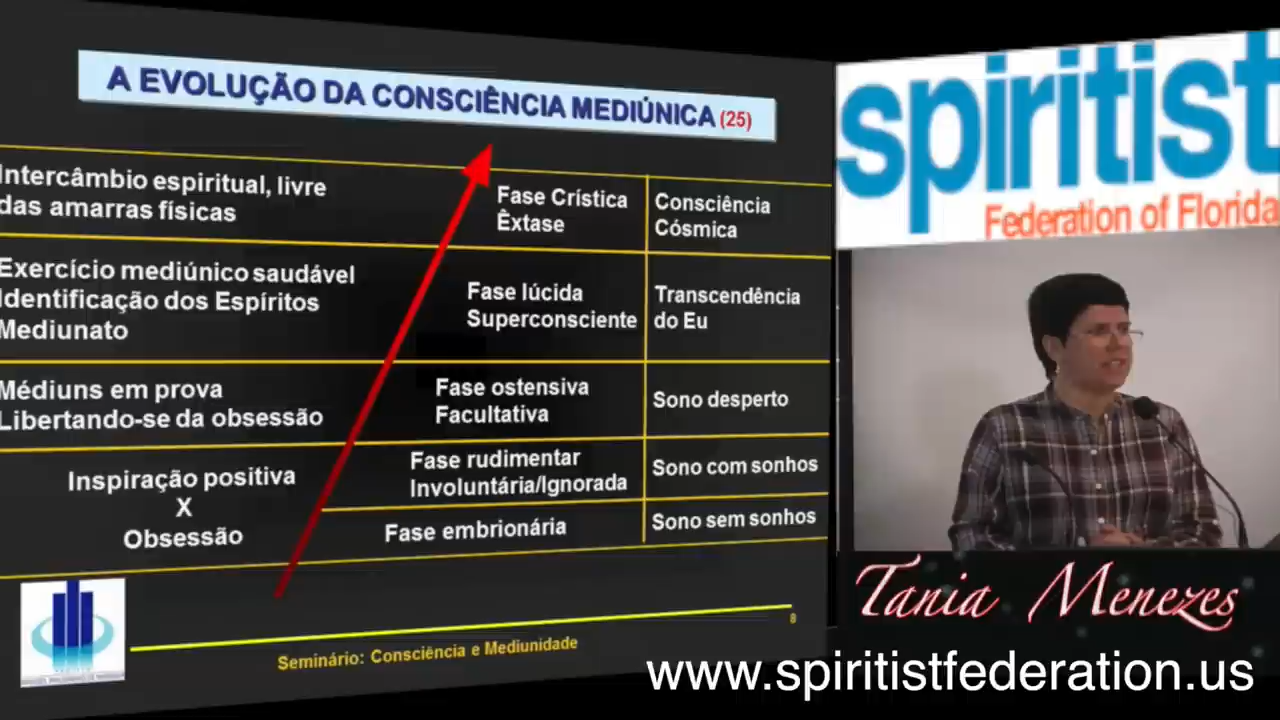 A EVOLUÇÃO DA CONSCIÊNCIA MEDIÚNICA (25)
Intercâmbio espiritual, livre
das amarras físicas
Fase Crística
Êxtase
Consciência
Cósmica
Exercício mediúnico saudável
Identificação dos Espíritos
Mediunato
Fase lúcida
Superconsciente
Transcendência
do Eu
Médiuns em prova
Libertando-se da obsessão
Fase ostensiva
Facultativa
Sono desperto
Inspiração positiva
X
Obsessão
Fase rudimentar
Involuntária/Ignorada
Sono com sonhos
Fase embrionária
Sono sem sonhos
8
Seminário: Consciência e Mediunidade
spiritist
Federation of Florida
Tania Menezes
www.spiritistfederation.us